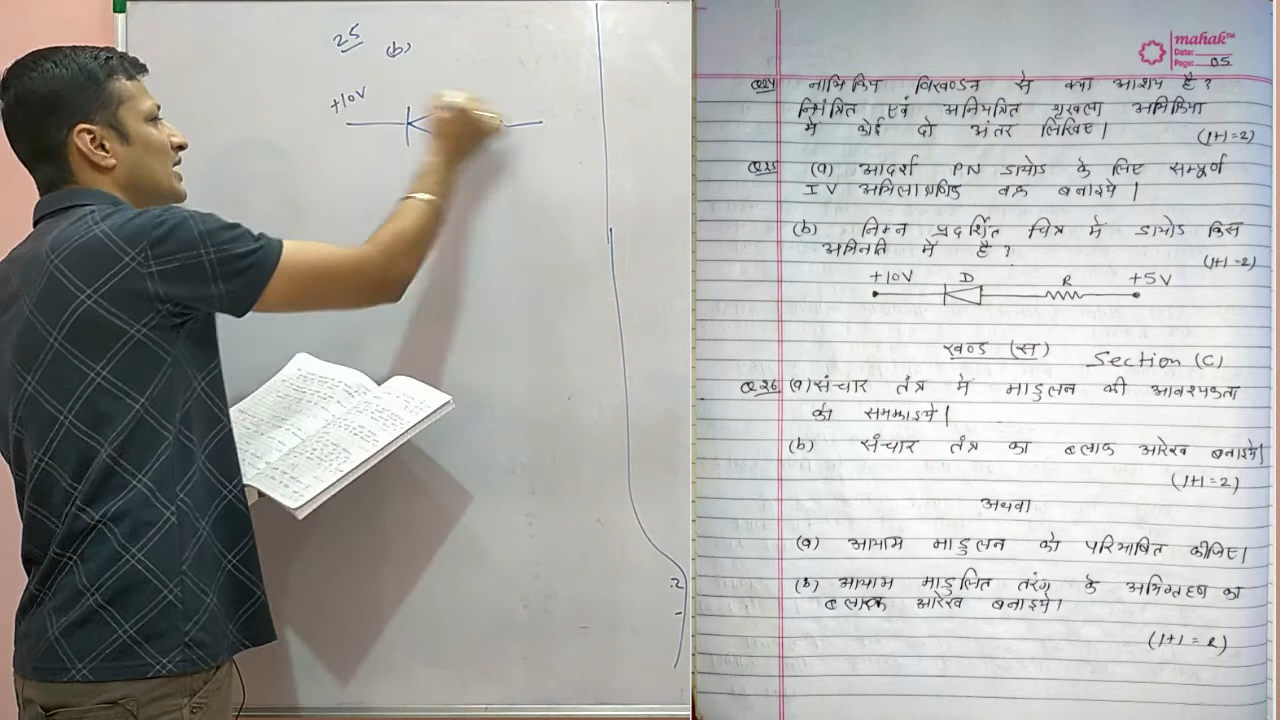 25 (b)
+10V
mahak™
Date:
Page: 05
Q24 नाभिकिय विखण्डन से क्या आशय है?
नियंत्रित एवं अनियंत्रित शृखला अभिक्रिया
में कोई दो अंतर लिखिए।
(1+1=2)
Q25 (a) आदर्श PN डायोड के लिए सम्पूर्ण
IV अभिलाक्षणिक वक्र बनाइये।
(b) निम्न प्रदर्शित चित्र में डायोड किस
अभिनति में है?
(1+1=2)
+10V D R +5V
खण्ड (स) Section (C)
Q26 (a) संचार तंत्र में माडुलन की आवश्यकता
को समझाइये।
(b) संचार तंत्र का ब्लाक आरेख बनाइये।
(1+1=2)
अथवा
(a) आयाम माडुलन को परिभाषित कीजिए।
(b) आयाम माडुलित तरंग के अभिग्रहण का
ब्लाक आरेख बनाइये।
(1+1=2)